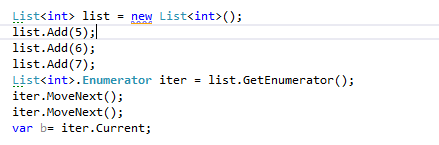 List<int> list = new List<int>();
list.Add(5);
list.Add(6);
list.Add(7);
List<int>.Enumerator iter = list.GetEnumerator();
iter.MoveNext();
iter.MoveNext();
var b= iter.Current;